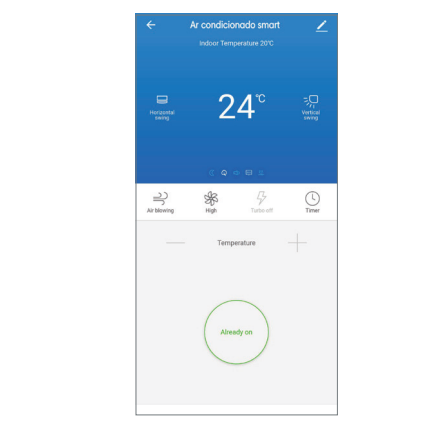 Ar condicionado smart
Indoor Temperature 20°C
24°C
Horizontal
swing
Vertical
swing
Air blowing
High
Turbo-off
Timer
Temperature
Already on